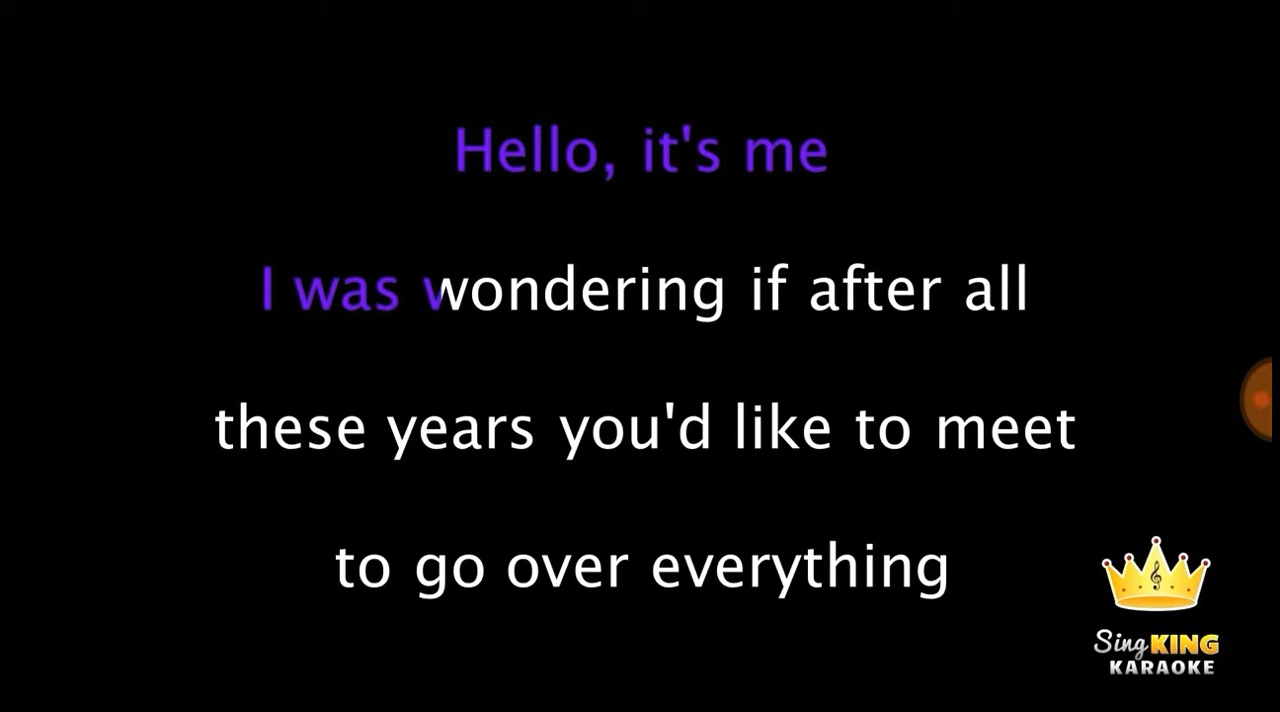 Hello, it's me
I was wondering if after all
these years you'd like to meet
to go over everything
Sing KING
KARAOKE